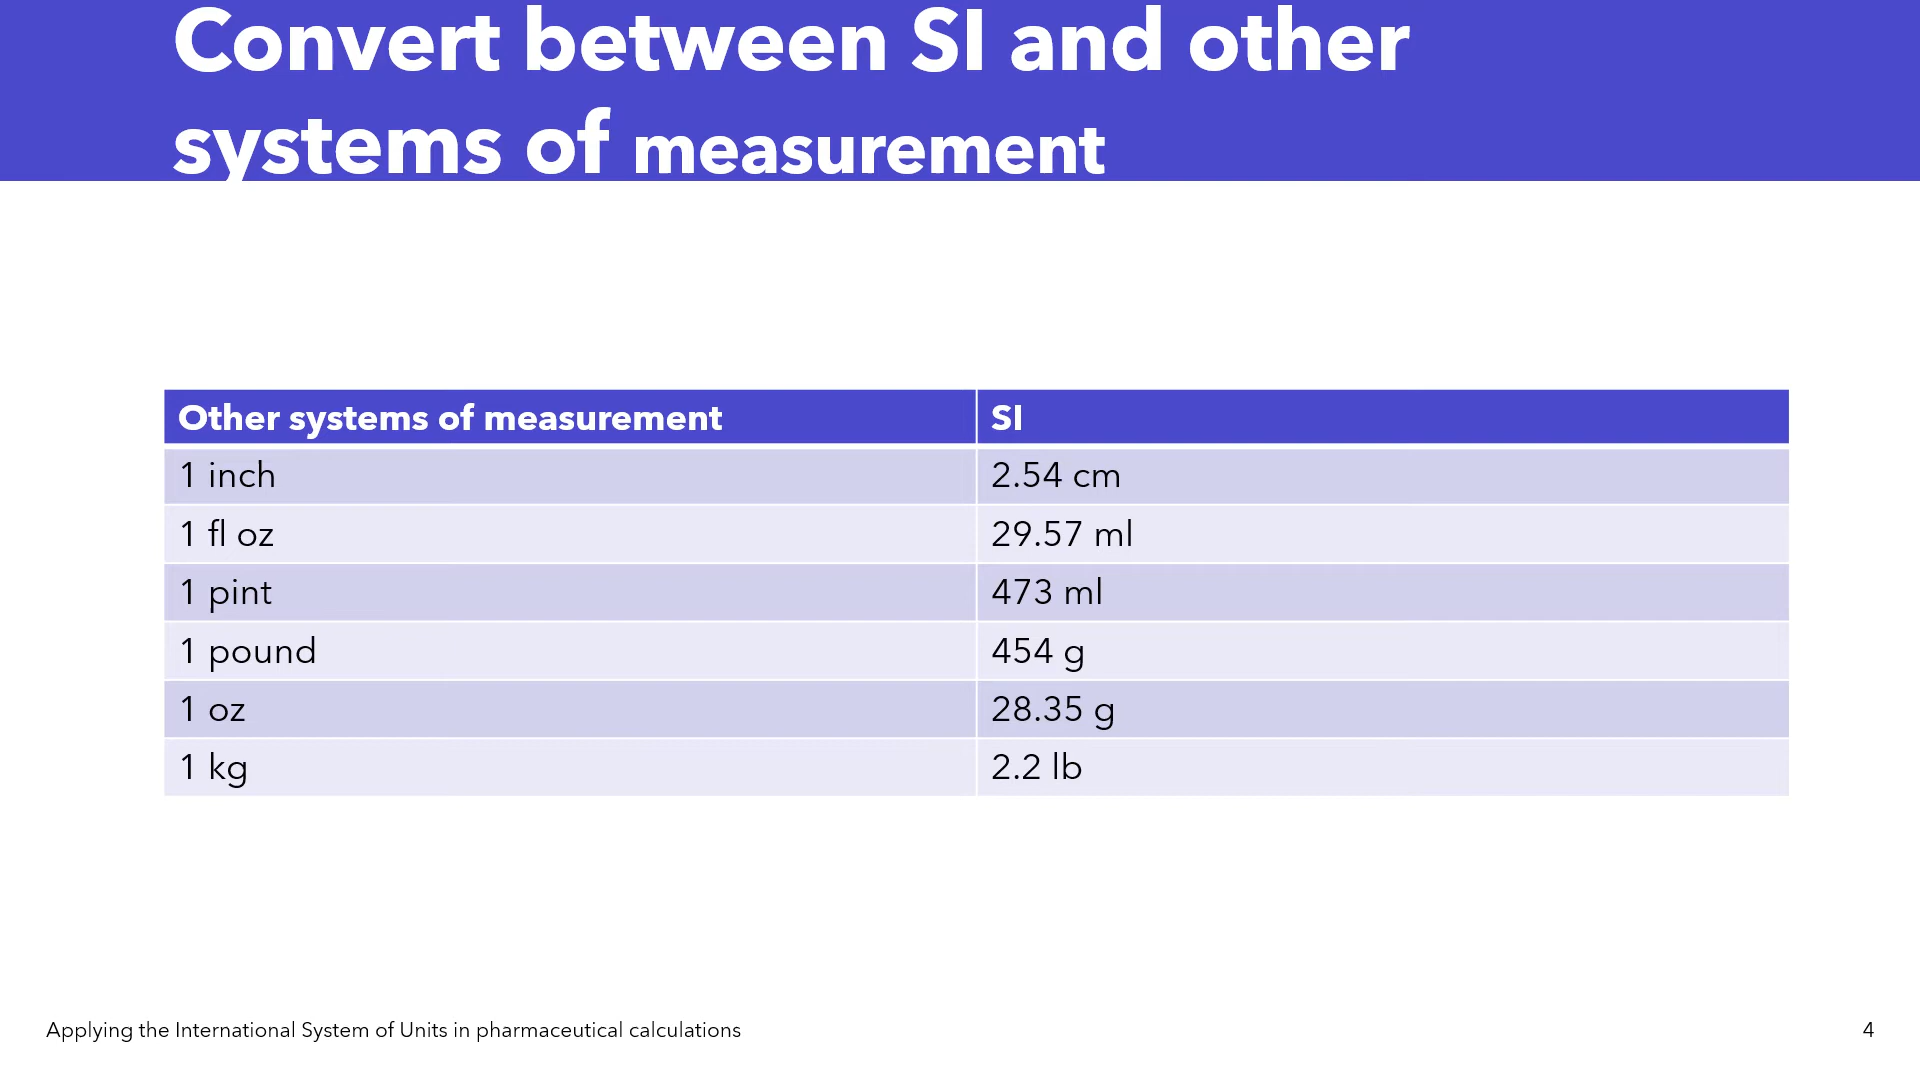 Convert between SI and other
systems of measurement
Other systems of measurement SI
1 inch 2.54 cm
1 fl oz 29.57 ml
1 pint 473 ml
1 pound 454 g
1 oz 28.35 g
1 kg 2.2 lb
Applying the International System of Units in pharmaceutical calculations 4